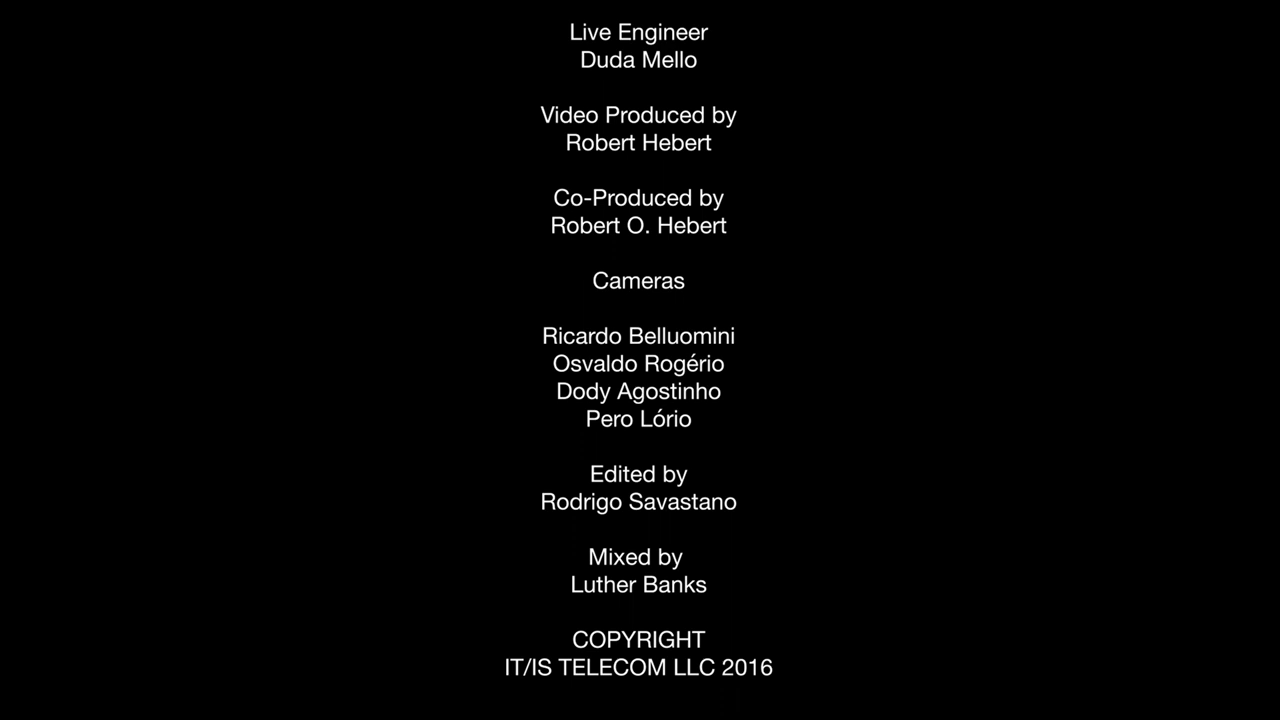 Live Engineer
Duda Mello
Video Produced by
Robert Hebert
Co-Produced by
Robert O. Hebert
Cameras
Ricardo Belluomini
Osvaldo Rogério
Dody Agostinho
Pero Lório
Edited by
Rodrigo Savastano
Mixed by
Luther Banks
COPYRIGHT
IT/IS TELECOM LLC 2016